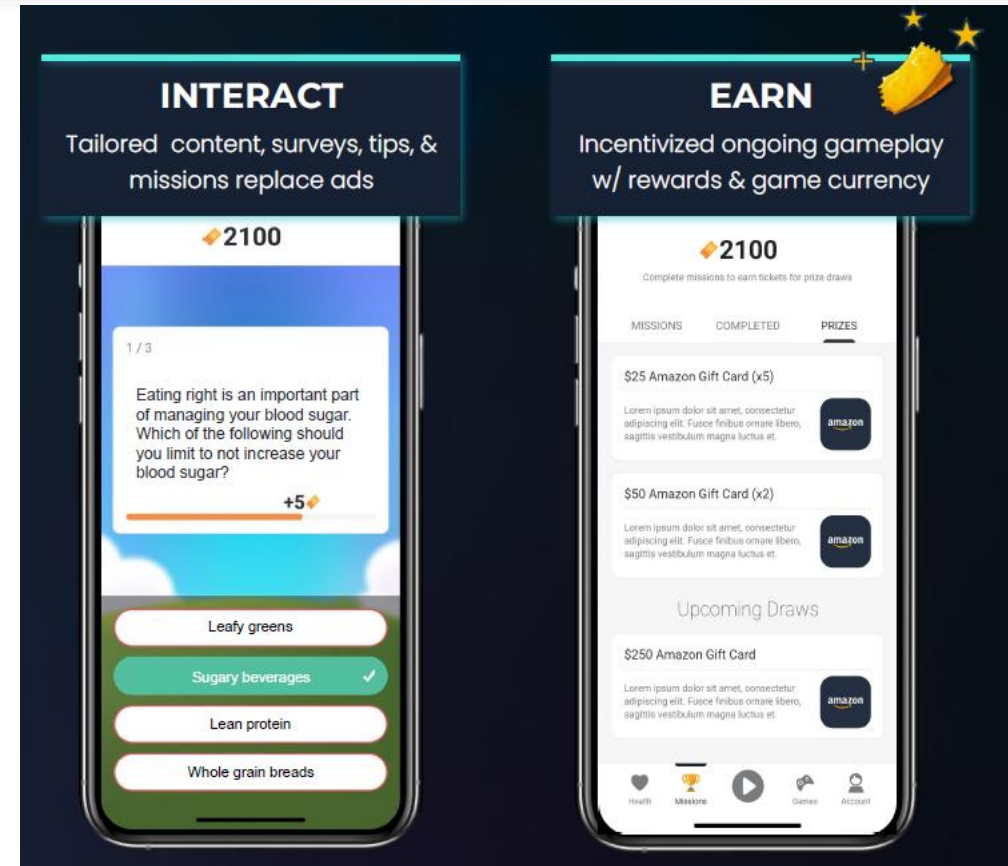 INTERACT
Tailored content, surveys, tips, &
missions replace ads
2100
1 / 3
Eating right is an important part
of managing your blood sugar.
Which of the following should
you limit to not increase your
blood sugar?
+5
Leafy greens
Sugary beverages
Lean protein
Whole grain breads
EARN
Incentivized ongoing gameplay
w/ rewards & game currency
2100
Complete missions to earn tickets for prize draws
MISSIONS COMPLETED PRIZES
$25 Amazon Gift Card (x5)
Lorem ipsum dolor sit amet, consectetur
adipiscing elit. Fusce finibus ornare libero,
sagittis vestibulum magna luctus et.
amazon
$50 Amazon Gift Card (x2)
Lorem ipsum dolor sit amet, consectetur
adipiscing elit. Fusce finibus ornare libero,
sagittis vestibulum magna luctus et.
amazon
Upcoming Draws
$250 Amazon Gift Card
Lorem ipsum dolor sit amet, consectetur
adipiscing elit. Fusce finibus ornare libero,
sagittis vestibulum magna luctus et.
amazon
Health Missions Games Account